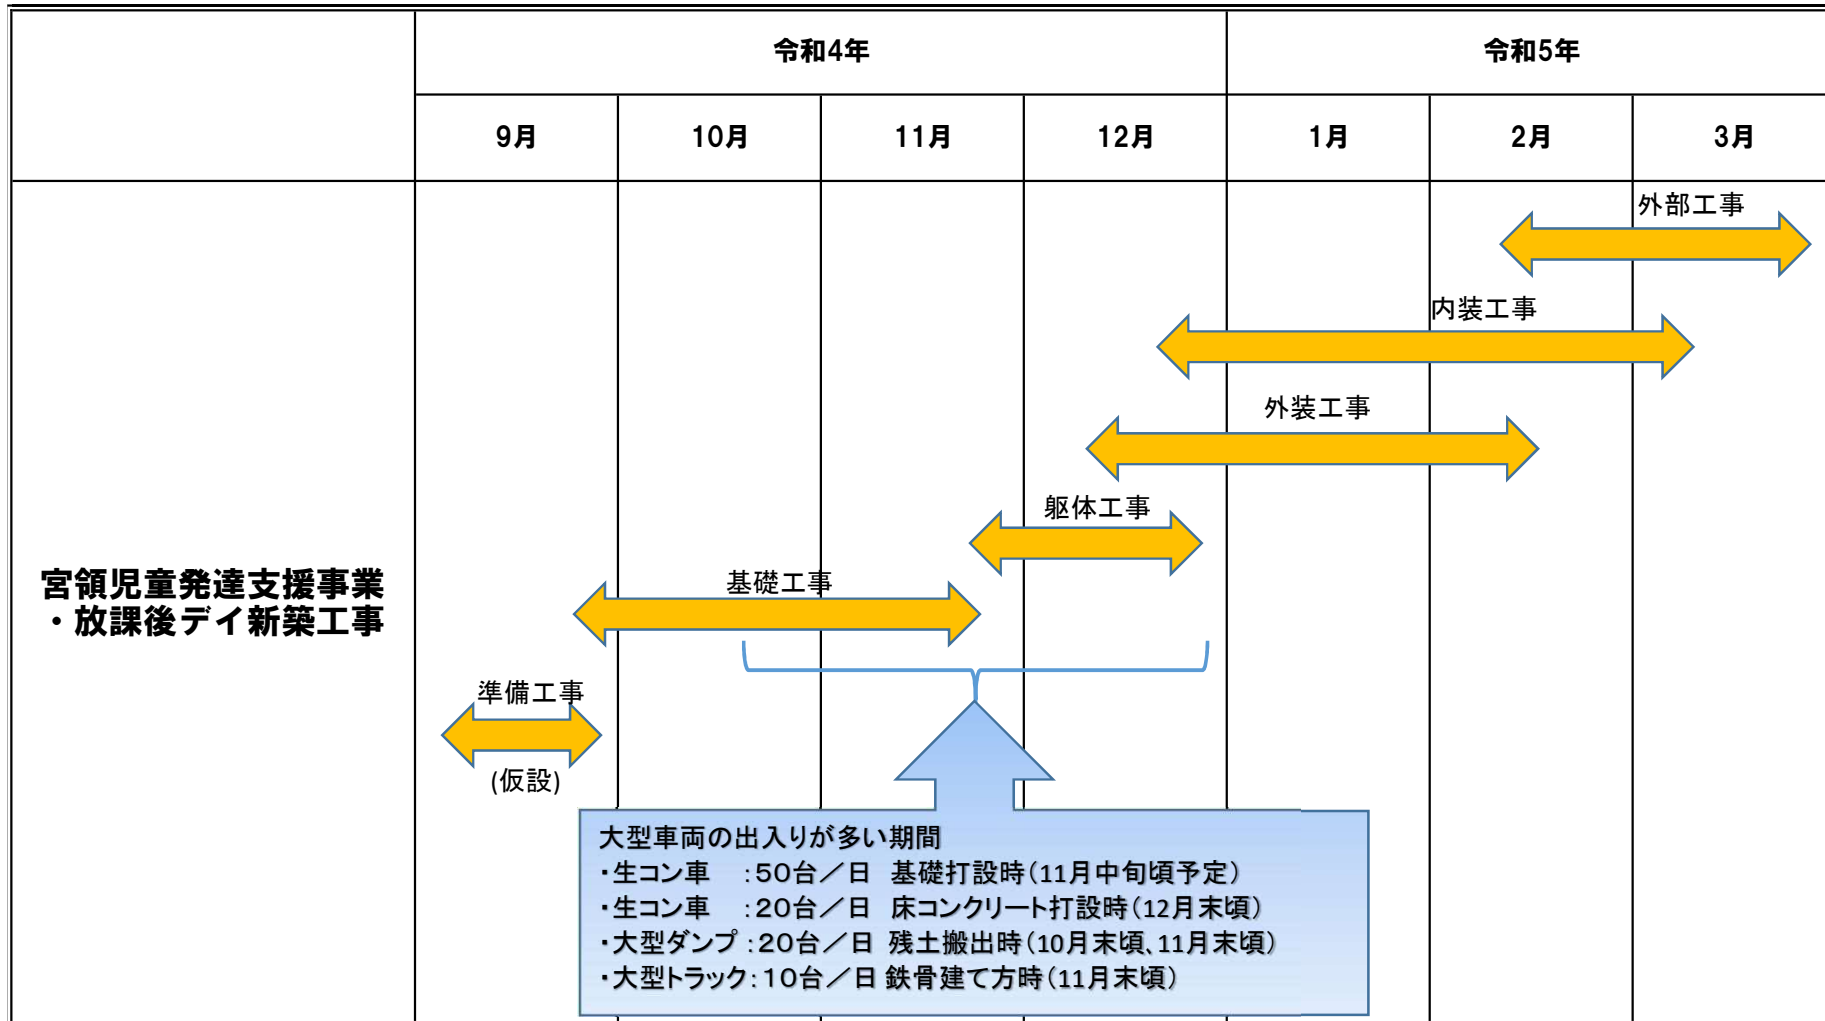 令和4年
令和5年
9月
10月
11月
12月
1月
2月
3月
外部工事
内装工事
外装工事
躯体工事
宮領児童発達支援事業
・放課後デイ新築工事
基礎工事
準備工事
(仮設)
大型車両の出入りが多い期間
・生コン車　：５０台／日 基礎打設時（11月中旬頃予定）
・生コン車　：２０台／日 床コンクリート打設時（12月末頃）
・大型ダンプ：２０台／日 残土搬出時（10月末頃、11月末頃）
・大型トラック：１０台／日 鉄骨建て方時（11月末頃）